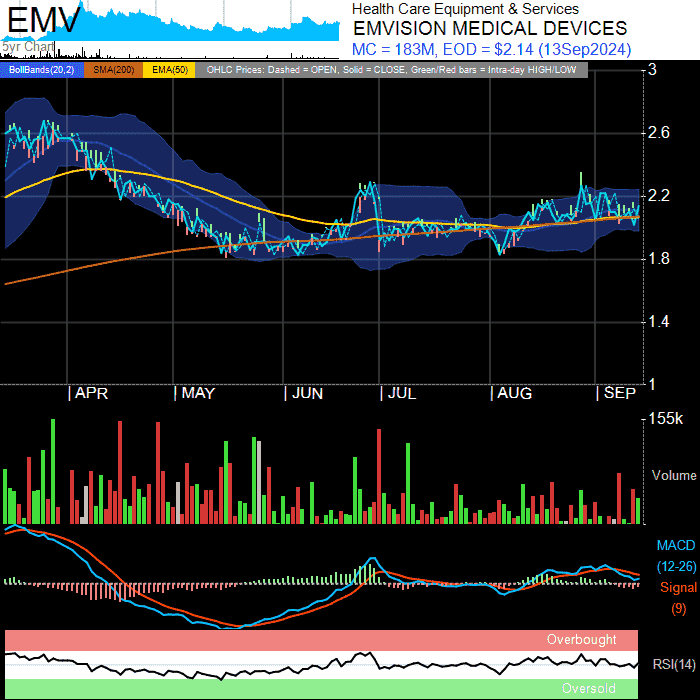 EMV
5yr Chart
Health Care Equipment & Services
EMVISION MEDICAL DEVICES
MC = 183M, EOD = $2.14 (13Sep2024)
BollBands(20,2) SMA(200) EMA(50) OHLC Prices: Dashed = OPEN, Solid = CLOSE, Green/Red bars = Intra-day HIGH/LOW
3
2.6
2.2
1.8
1.4
1
| APR | MAY | JUN | JUL | AUG | SEP
155k
Volume
MACD
(12-26)
Signal
(9)
Overbought
RSI(14)
Oversold